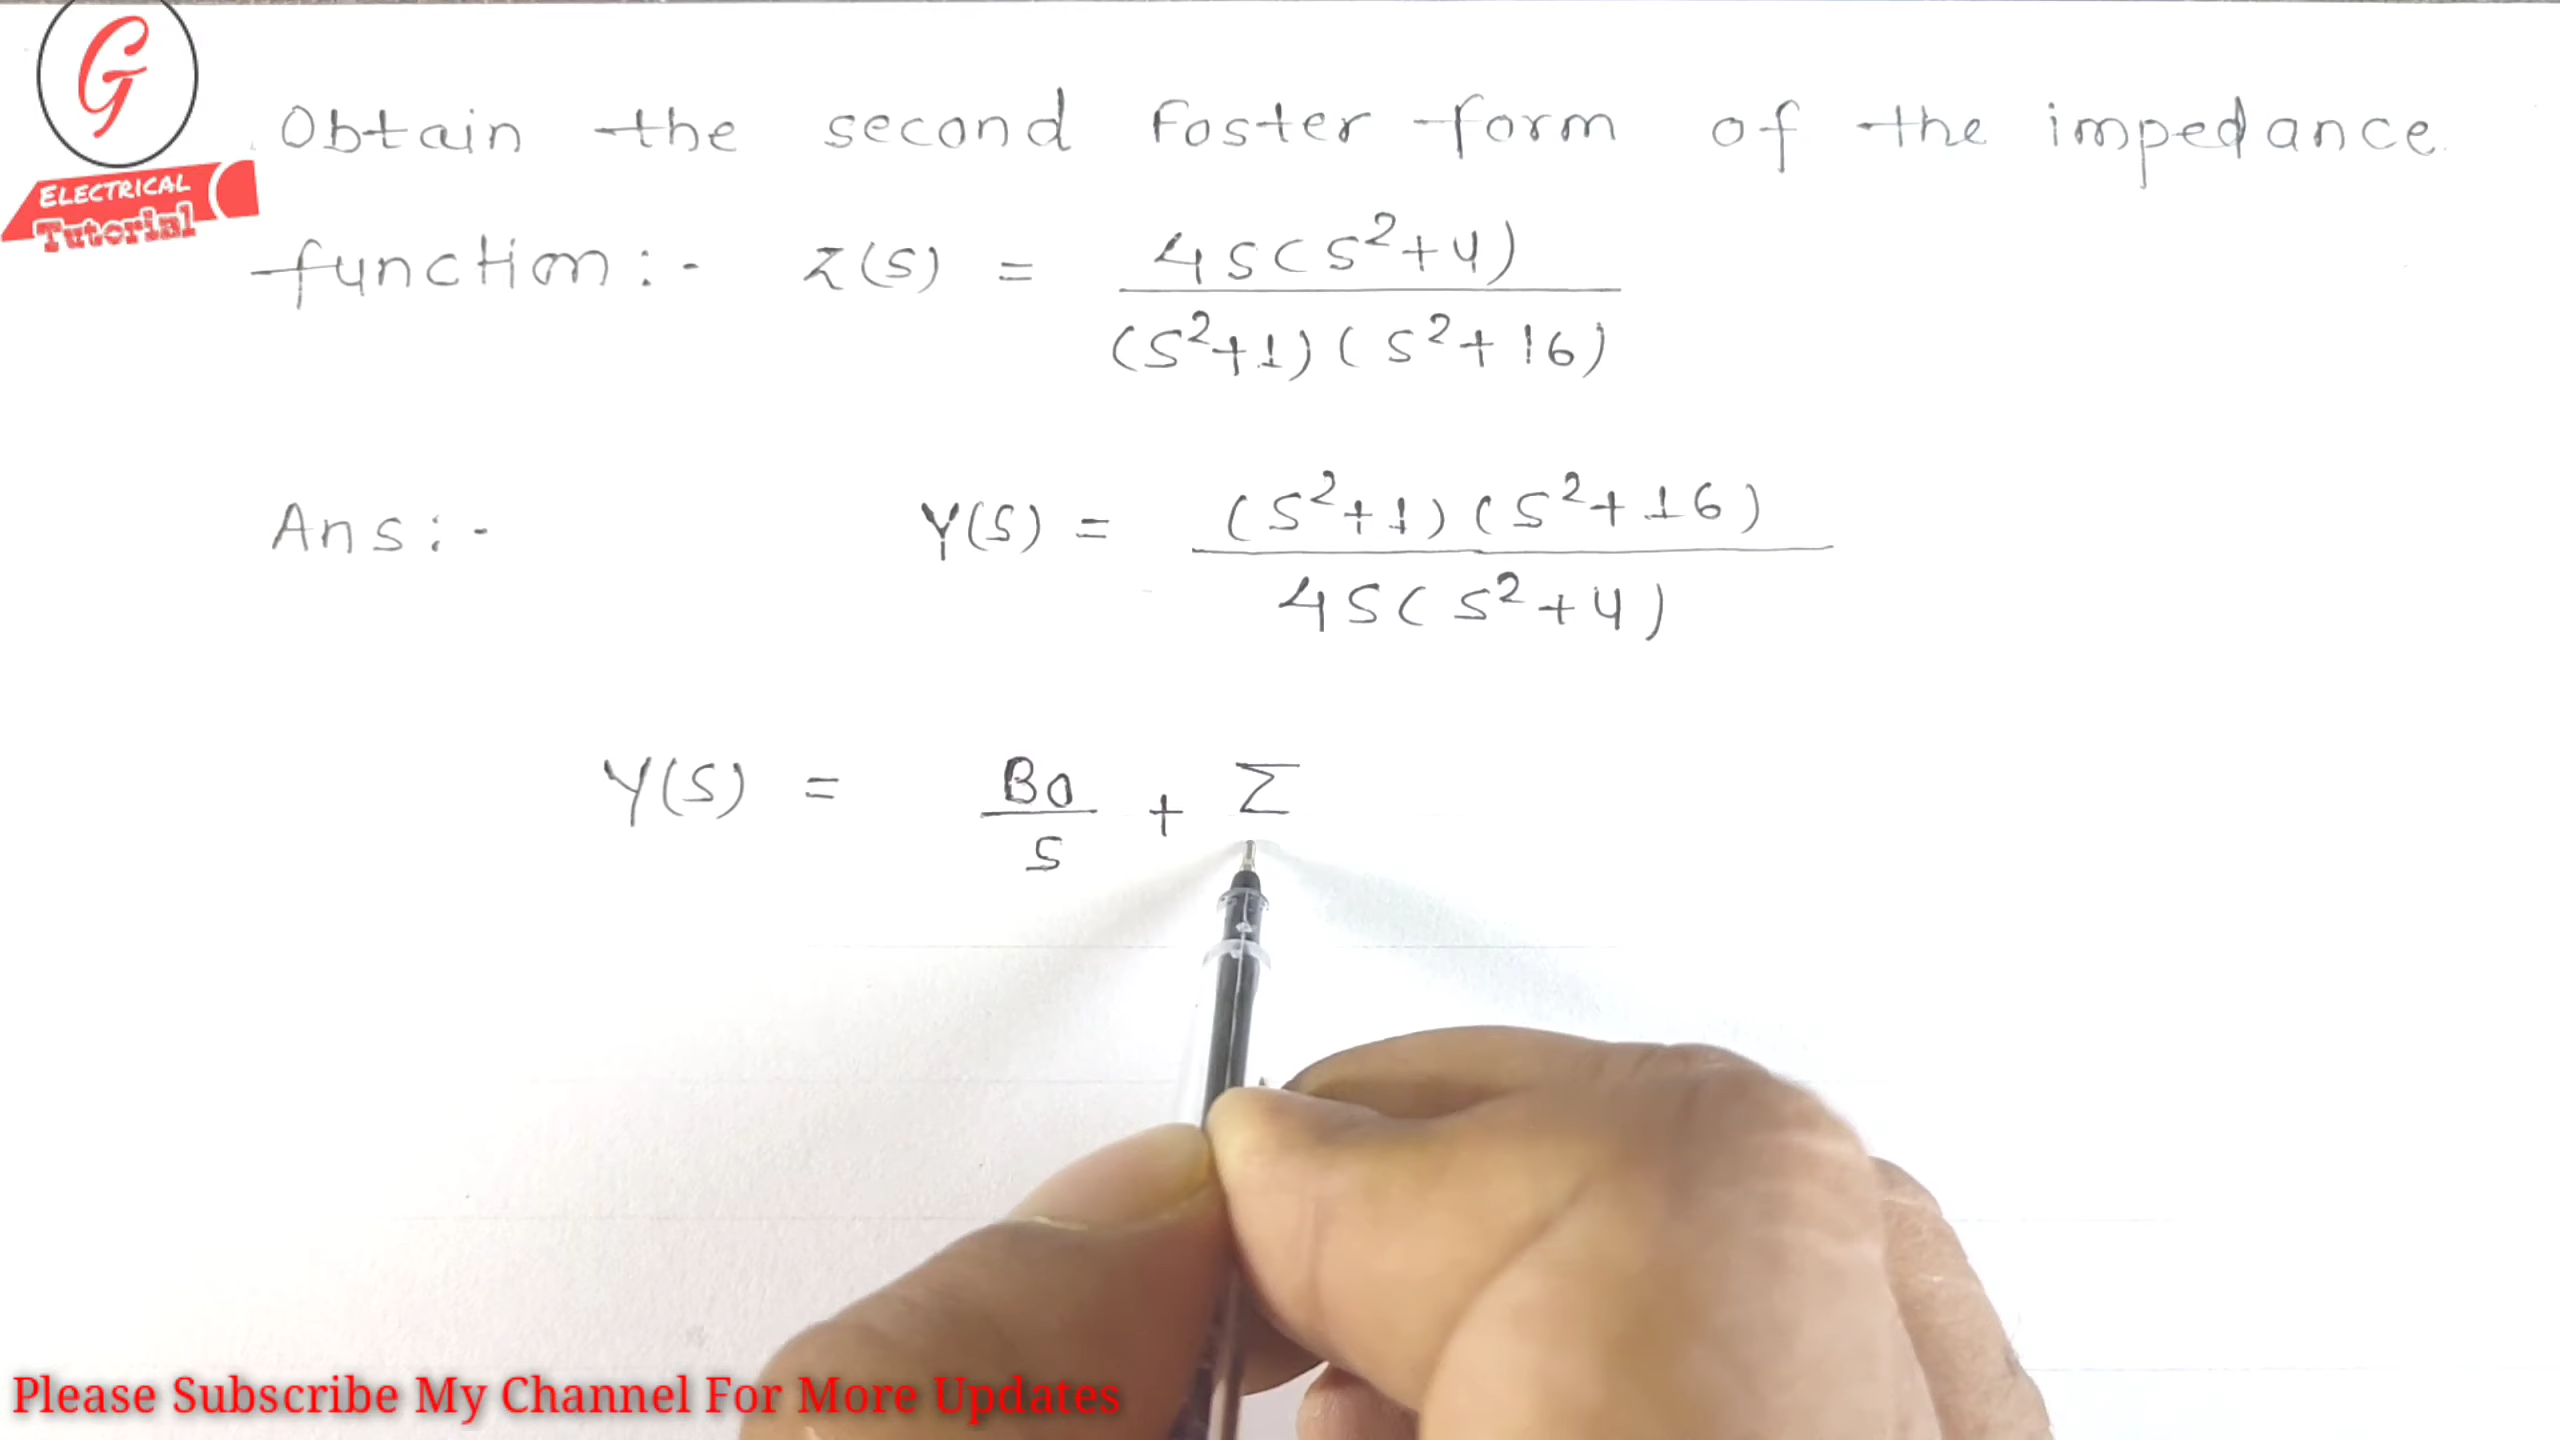 G
ELECTRICAL
Tutorial
Obtain the second Foster form of the impedance
function:- Z(S) = 4S(S²+4) / (S²+1)(S²+16)
Ans:- Y(S) = (S²+1)(S²+16) / 4S(S²+4)
Y(S) = B0/S + Σ
Please Subscribe My Channel For More Updates